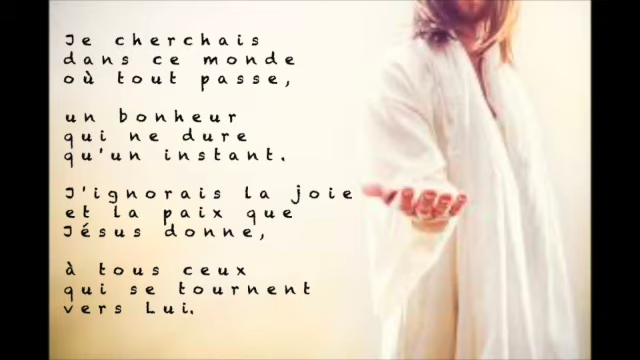 Je cherchais
dans ce monde
où tout passe,
un bonheur
qui ne dure
qu'un instant.
J'ignorais la joie
et la paix que
Jésus donne,
à tous ceux
qui se tournent
vers Lui.